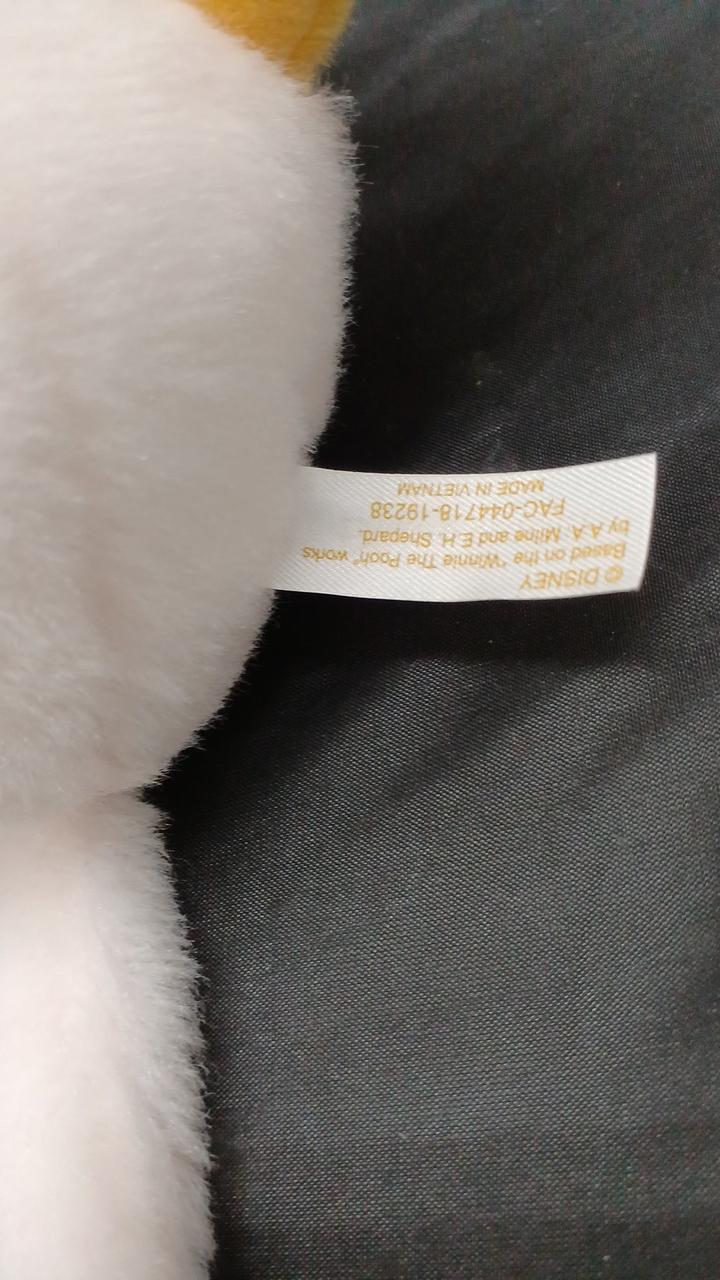 © DISNEY
Based on the "Winnie The Pooh" works
by A.A. Milne and E.H. Shepard.
FAC-044718-19238
MADE IN VIETNAM